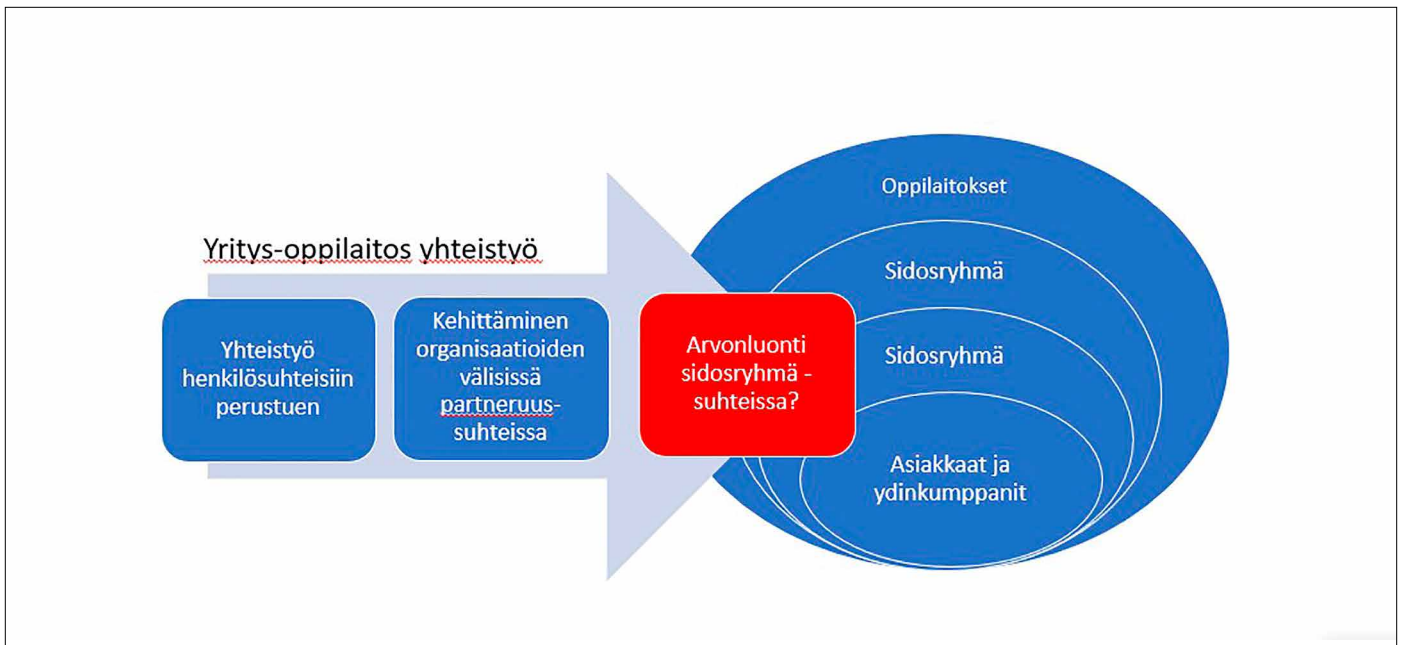 Yritys-oppilaitos yhteistyö
Yhteistyö
henkilösuhteisiin
perustuen
Kehittäminen
organisaatioiden
välisissä
partneruus-
suhteissa
Arvonluonti
sidosryhmä -
suhteissa?
Oppilaitokset
Sidosryhmä
Sidosryhmä
Asiakkaat ja
ydinkumppanit